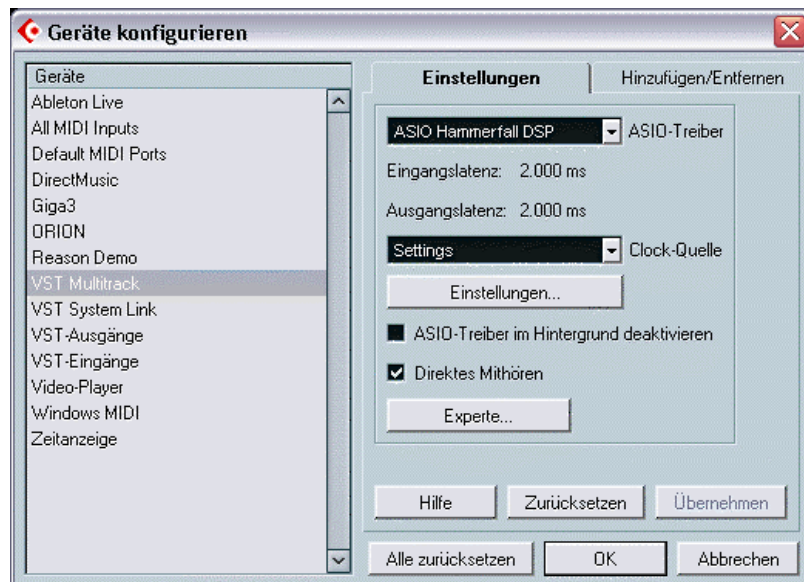 Geräte konfigurieren
Geräte
Ableton Live
All MIDI Inputs
Default MIDI Ports
DirectMusic
Giga3
ORION
Reason Demo
VST Multitrack
VST System Link
VST-Ausgänge
VST-Eingänge
Video-Player
Windows MIDI
Zeitanzeige
Einstellungen
Hinzufügen/Entfernen
ASIO Hammerfall DSP ASIO-Treiber
Eingangslatenz: 2.000 ms
Ausgangslatenz: 2.000 ms
Settings Clock-Quelle
Einstellungen...
ASIO-Treiber im Hintergrund deaktivieren
Direktes Mithören
Experte...
Hilfe Zurücksetzen Übernehmen
Alle zurücksetzen OK Abbrechen